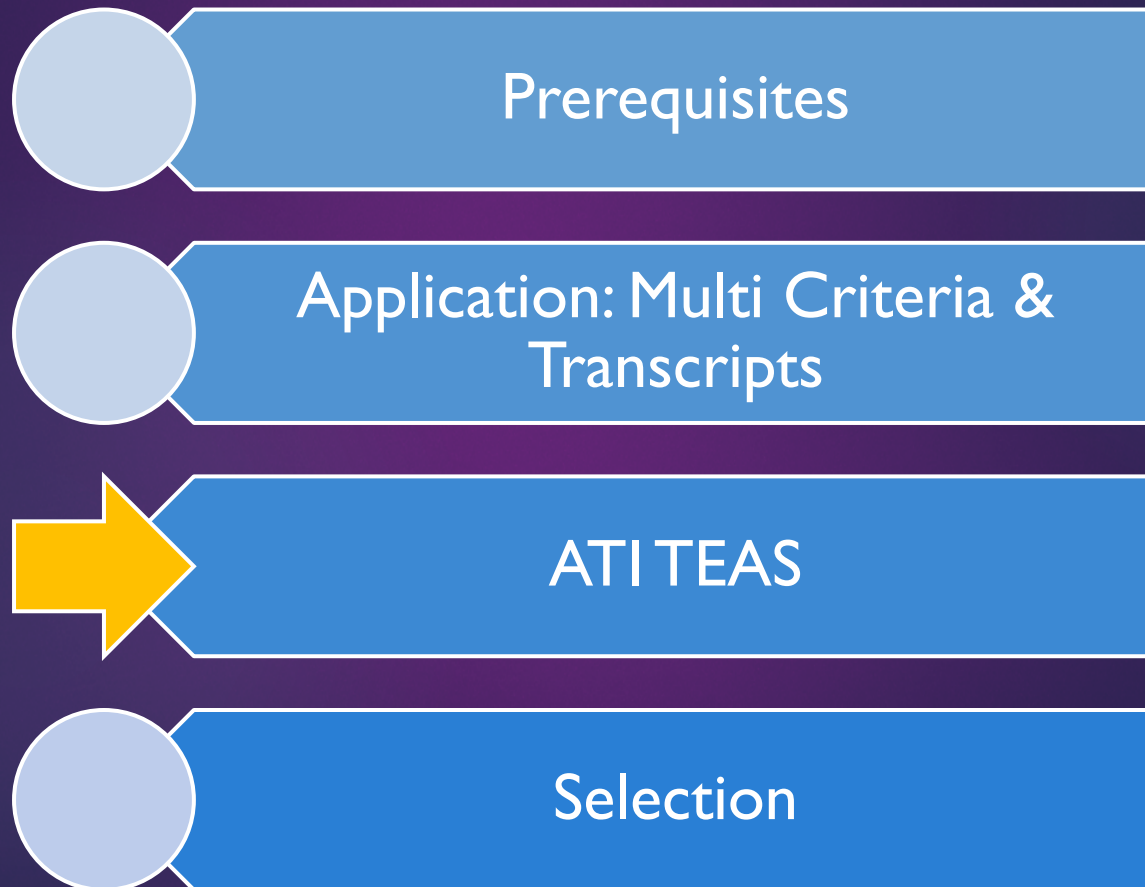 Prerequisites
Application: Multi Criteria &
Transcripts
ATI TEAS
Selection